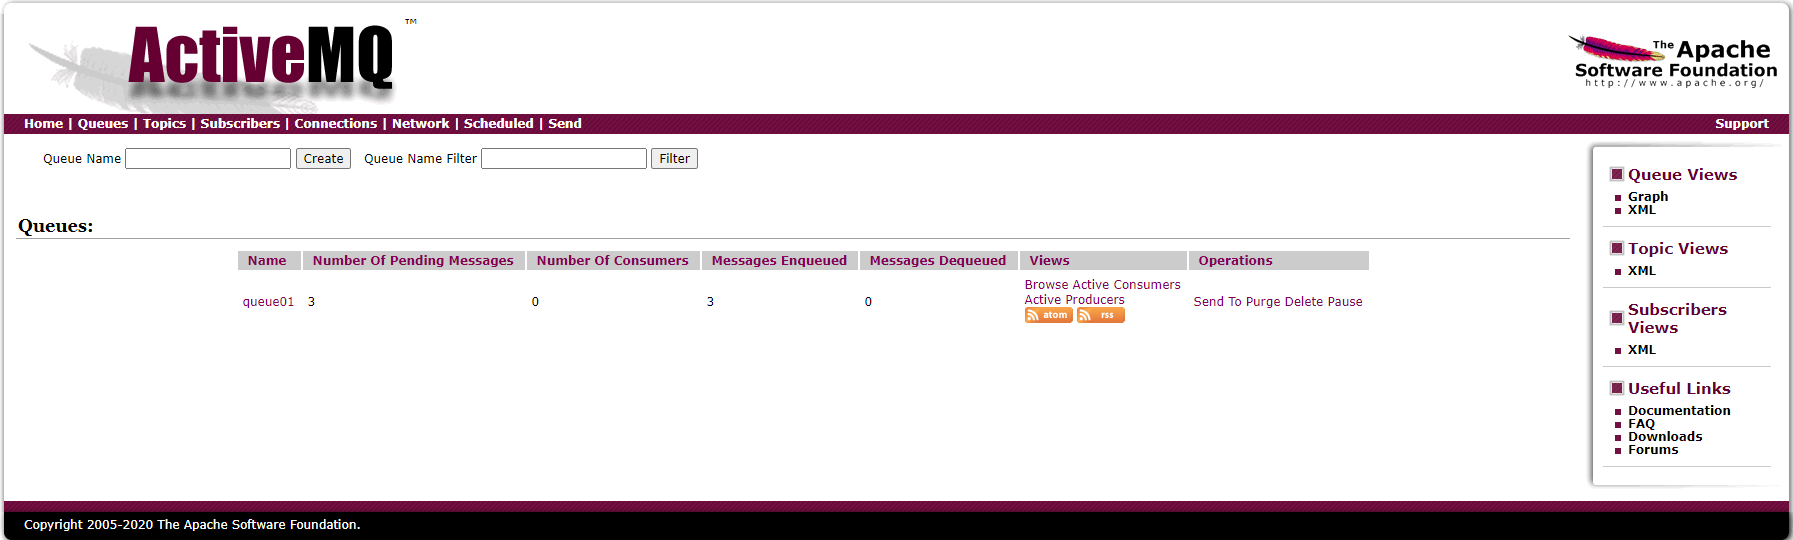 ActiveMQ ™
The Apache
Software Foundation
http://www.apache.org/
Home | Queues | Topics | Subscribers | Connections | Network | Scheduled | Send
Support
Queue Name Create Queue Name Filter Filter
Queues:
Name Number Of Pending Messages Number Of Consumers Messages Enqueued Messages Dequeued Views Operations
queue01 3 0 3 0
Browse Active Consumers
Active Producers
atom rss
Send To Purge Delete Pause
Queue Views
Graph
XML
Topic Views
XML
Subscribers
Views
XML
Useful Links
Documentation
FAQ
Downloads
Forums
Copyright 2005-2020 The Apache Software Foundation.